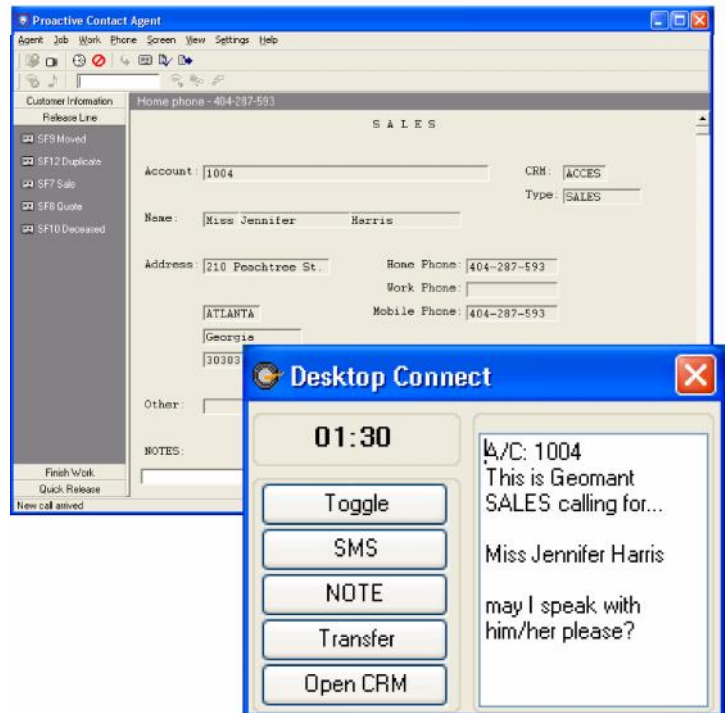 Proactive Contact Agent
Agent Job Work Phone Screen View Settings Help
Customer Information
Release Line
SF9 Moved
SF12 Duplicate
SF7 Sale
SF8 Quote
SF10 Deceased
Finish Work
Quick Release
New call arrived
Home phone - 404-287-593
SALES
Account: 1004
CRM: ACCES
Type: SALES
Name: Miss Jennifer Harris
Address: 210 Peachtree St.
Home Phone: 404-287-593
Work Phone:
ATLANTA
Mobile Phone: 404-287-593
Georgia
30303
Other:
NOTES:
Desktop Connect
01:30
Toggle
SMS
NOTE
Transfer
Open CRM
A/C: 1004
This is Geomant
SALES calling for...
Miss Jennifer Harris
may I speak with
him/her please?